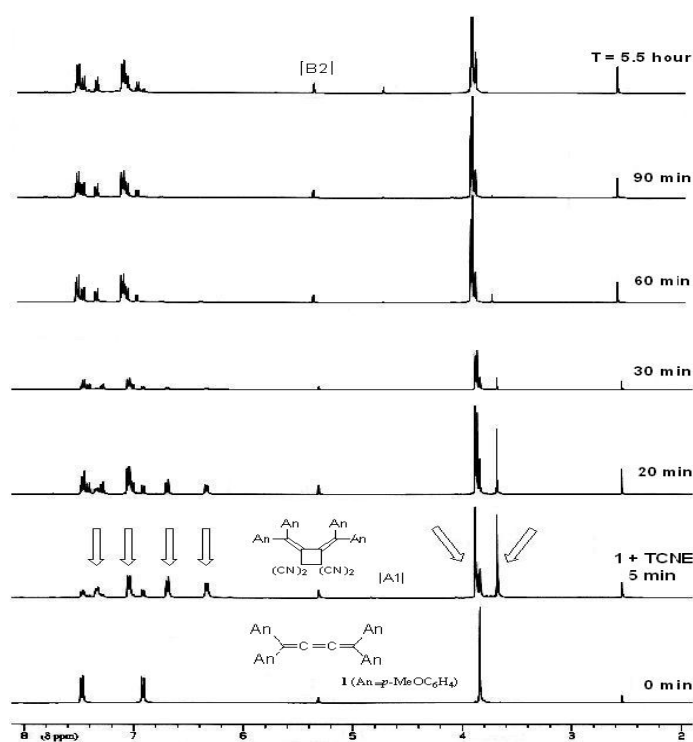 T = 5.5 hour
|B2|
90 min
60 min
30 min
20 min
An An
An An
(CN)2 (CN)2
|A1|
1 + TCNE
5 min
An An
C=C
An An
1 (An=p-MeOC6H4)
0 min
8 (δ ppm) 7 6 5 4 3 2